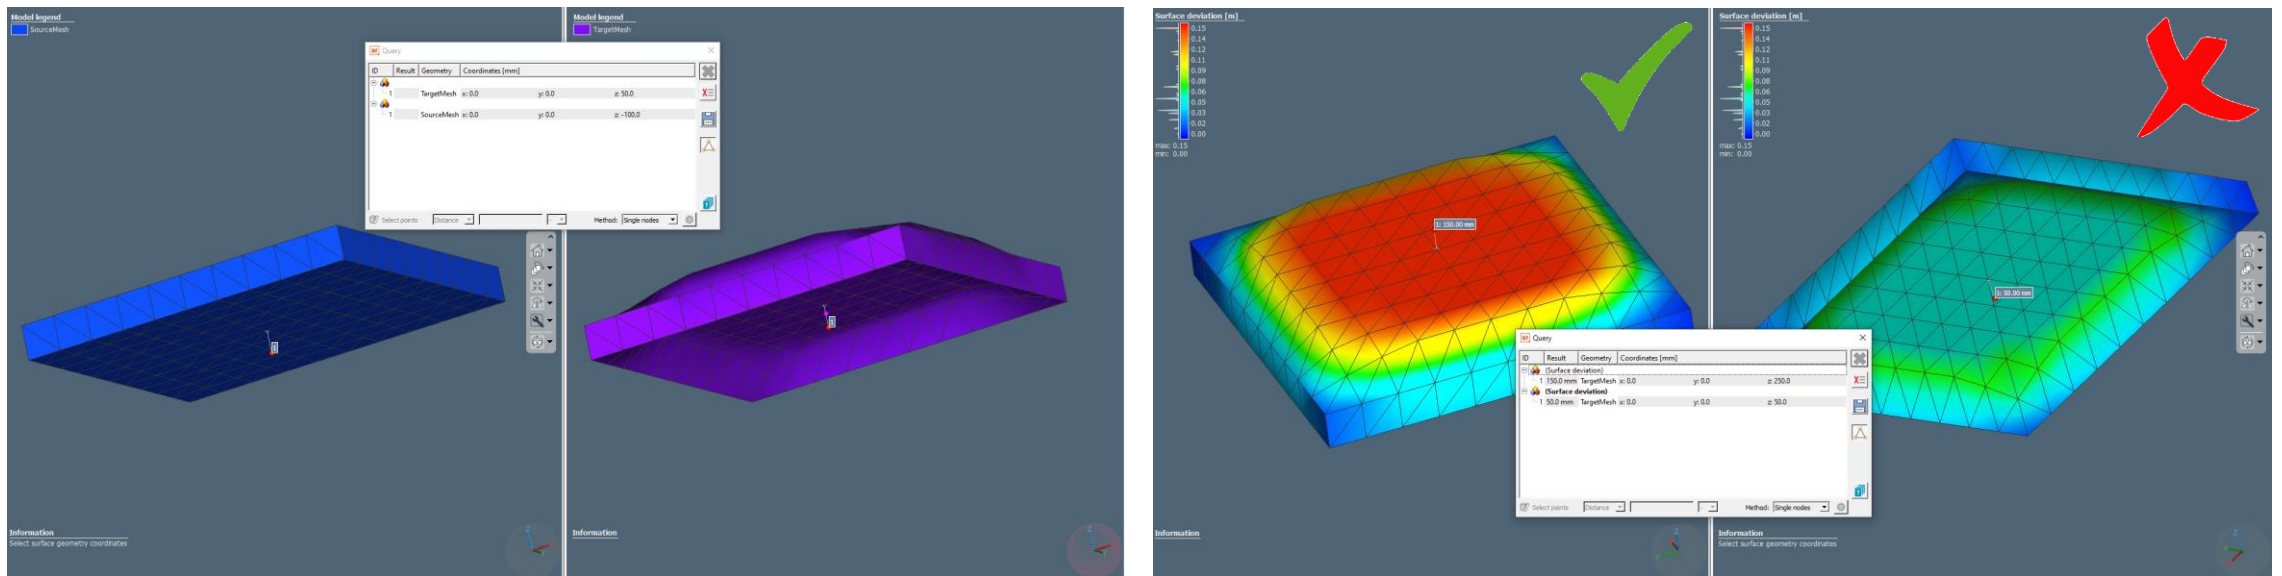 Model legend
SourceMesh
Model legend
TargetMesh
Query
ID Result Geometry Coordinates [mm]
1 TargetMesh x: 0.0 y: 0.0 z: 50.0
1 SourceMesh x: 0.0 y: 0.0 z: -100.0
Select points Distance Method: Single nodes
1
1
Information
Select surface geometry coordinates
Information
Surface deviation [m]
0.15
0.14
0.12
0.11
0.09
0.08
0.06
0.05
0.03
0.02
0.00
max: 0.15
min: 0.00
1: 150.00 mm
Information
Surface deviation [m]
0.15
0.14
0.12
0.11
0.09
0.08
0.06
0.05
0.03
0.02
0.00
max: 0.15
min: 0.00
1: 50.00 mm
Query
ID Result Geometry Coordinates [mm]
(Surface deviation)
1 150.0 mm TargetMesh x: 0.0 y: 0.0 z: 250.0
(Surface deviation)
1 50.0 mm TargetMesh x: 0.0 y: 0.0 z: 50.0
Select points Distance Method: Single nodes
Information
Select surface geometry coordinates